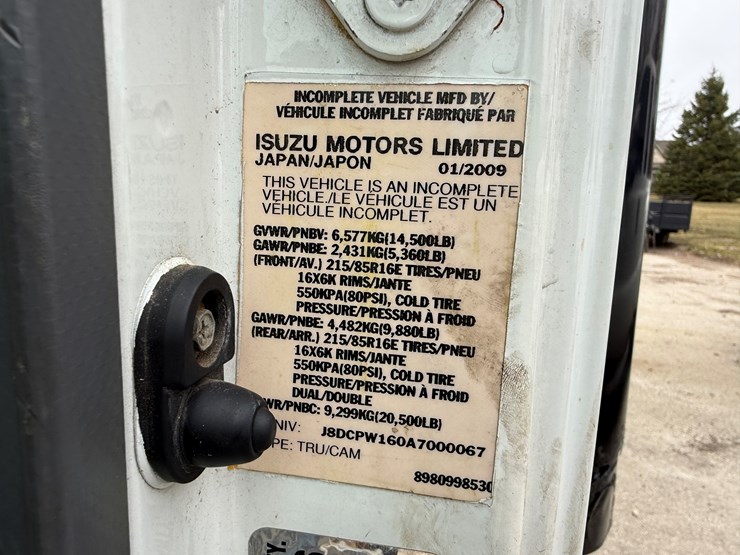 INCOMPLETE VEHICLE MFD BY/
VÉHICULE INCOMPLET FABRIQUÉ PAR
ISUZU MOTORS LIMITED
JAPAN/JAPON 01/2009
THIS VEHICLE IS AN INCOMPLETE
VEHICLE./LE VÉHICULE EST UN
VÉHICULE INCOMPLET.
GVWR/PNBV: 6,577KG(14,500LB)
GAWR/PNBE: 2,431KG(5,360LB)
(FRONT/AV.) 215/85R16E TIRES/PNEU
16X6K RIMS/JANTE
550KPA(80PSI), COLD TIRE
PRESSURE/PRESSION À FROID
GAWR/PNBE: 4,482KG(9,880LB)
(REAR/ARR.) 215/85R16E TIRES/PNEU
16X6K RIMS/JANTE
550KPA(80PSI), COLD TIRE
PRESSURE/PRESSION À FROID
DUAL/DOUBLE
WR/PNBC: 9,299KG(20,500LB)
NIV: J8DCPW160A7000067
PE: TRU/CAM
8980998530